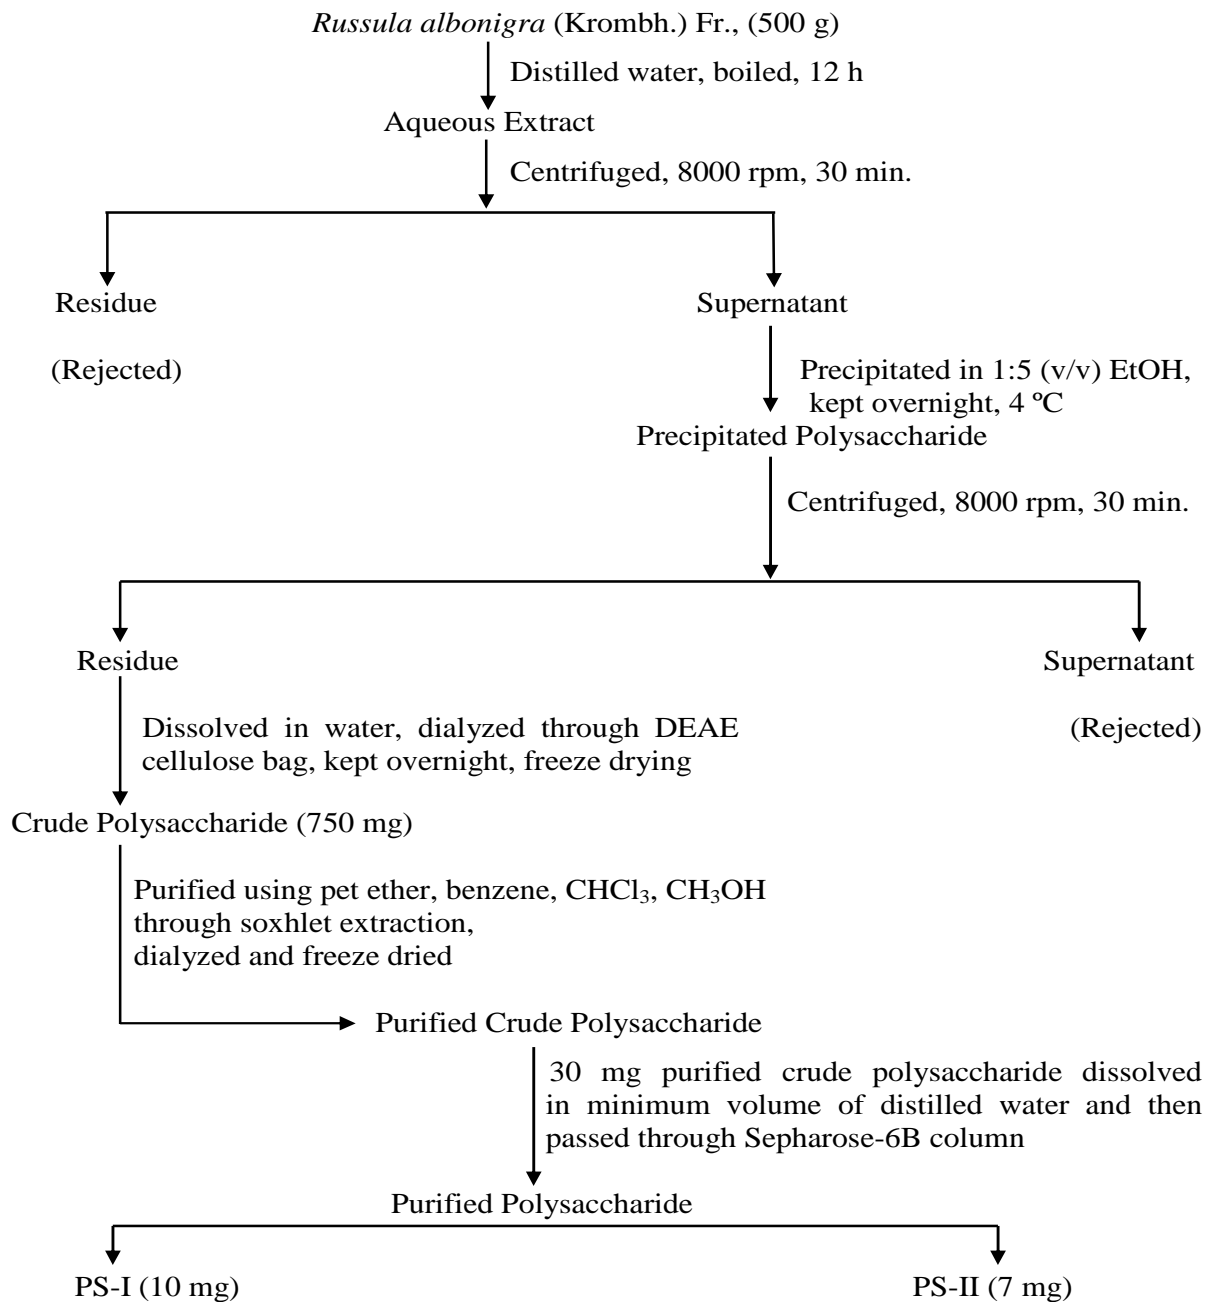 Russula albonigra (Krombh.) Fr., (500 g)
Distilled water, boiled, 12 h
Aqueous Extract
Centrifuged, 8000 rpm, 30 min.
Residue
Supernatant
(Rejected)
Precipitated in 1:5 (v/v) EtOH,
kept overnight, 4 ºC
Precipitated Polysaccharide
Centrifuged, 8000 rpm, 30 min.
Residue
Supernatant
Dissolved in water, dialyzed through DEAE
cellulose bag, kept overnight, freeze drying
(Rejected)
Crude Polysaccharide (750 mg)
Purified using pet ether, benzene, CHCl₃, CH₃OH
through soxhlet extraction,
dialyzed and freeze dried
Purified Crude Polysaccharide
30 mg purified crude polysaccharide dissolved
in minimum volume of distilled water and then
passed through Sepharose-6B column
Purified Polysaccharide
PS-I (10 mg)
PS-II (7 mg)